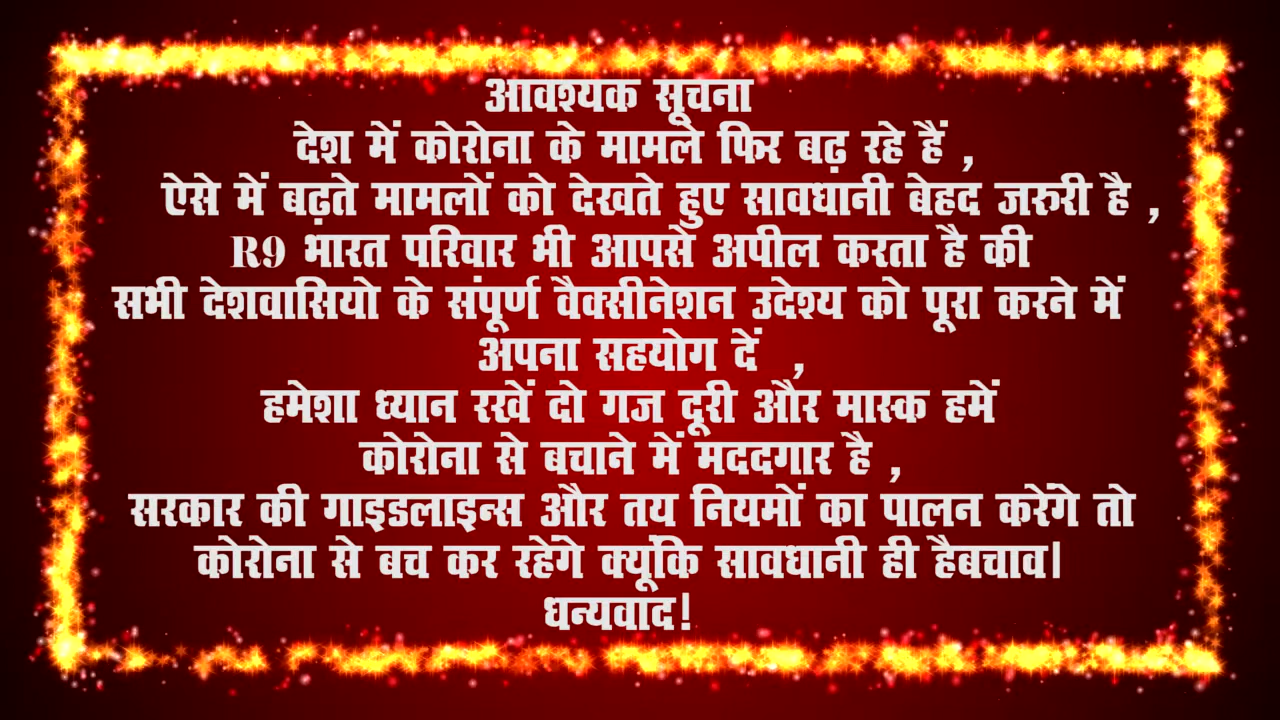 आवश्यक सूचना
देश में कोरोना के मामले फिर बढ़ रहे हैं ,
ऐसे में बढ़ते मामलों को देखते हुए सावधानी बेहद जरुरी है ,
R9 भारत परिवार भी आपसे अपील करता है की
सभी देशवासियो के संपूर्ण वैक्सीनेशन उदेश्य को पूरा करने में
अपना सहयोग दें ,
हमेशा ध्यान रखें दो गज दूरी और मास्क हमें
कोरोना से बचाने में मददगार है ,
सरकार की गाइडलाइन्स और तय नियमों का पालन करेंगे तो
कोरोना से बच कर रहेंगे क्यूंकि सावधानी ही हैबचाव|
धन्यवाद!